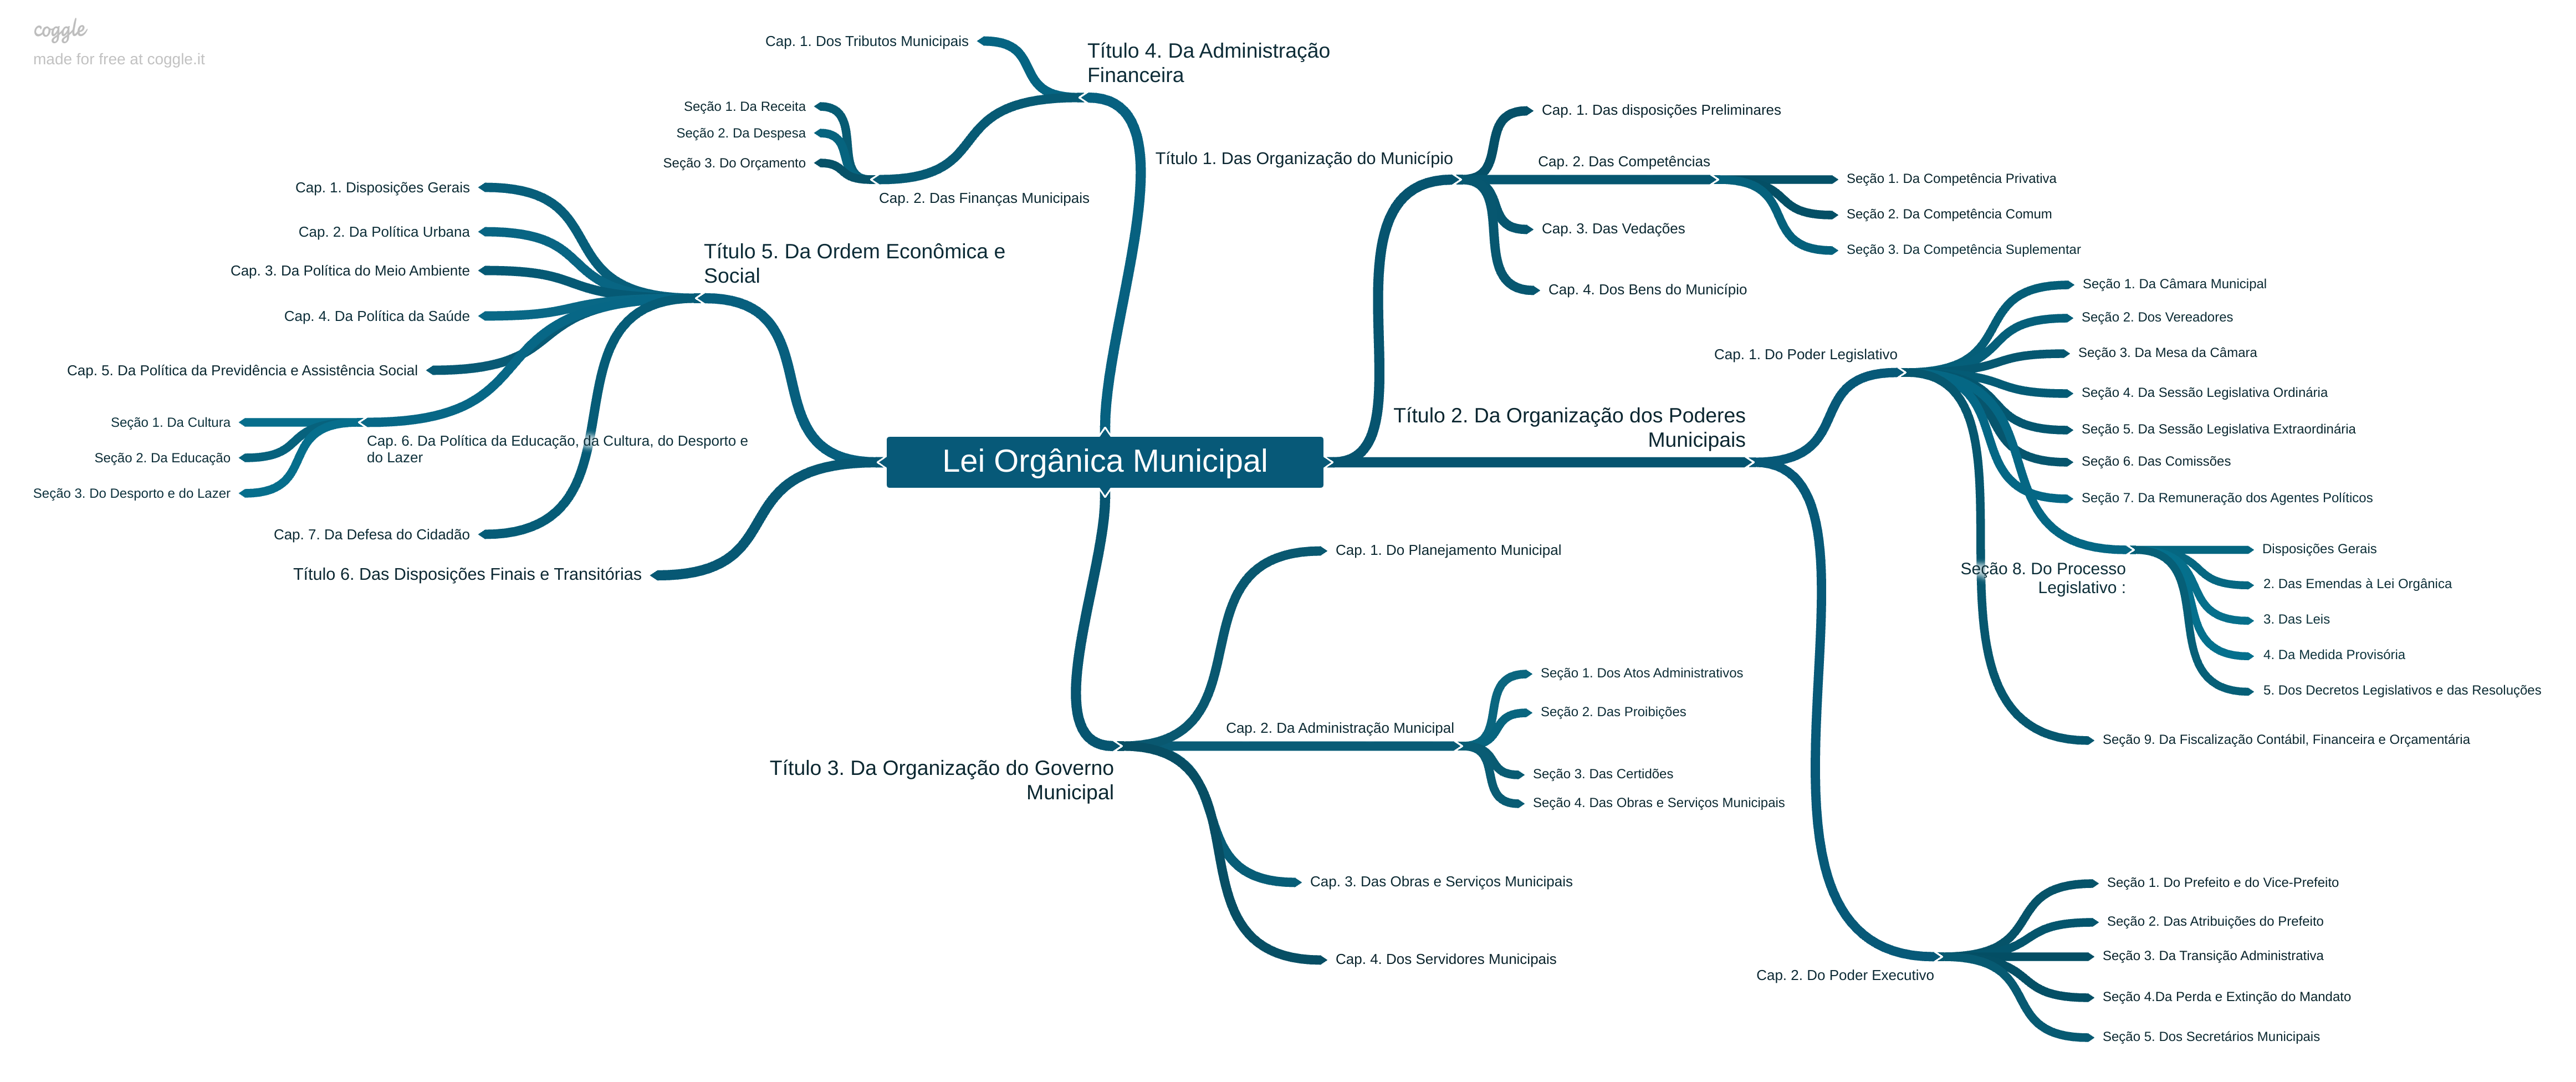 coggle
made for free at coggle.it
Lei Orgânica Municipal
Título 1. Das Organização do Município
Cap. 1. Das disposições Preliminares
Cap. 2. Das Competências
Seção 1. Da Competência Privativa
Seção 2. Da Competência Comum
Seção 3. Da Competência Suplementar
Cap. 3. Das Vedações
Cap. 4. Dos Bens do Município
Título 2. Da Organização dos Poderes
Municipais
Cap. 1. Do Poder Legislativo
Seção 1. Da Câmara Municipal
Seção 2. Dos Vereadores
Seção 3. Da Mesa da Câmara
Seção 4. Da Sessão Legislativa Ordinária
Seção 5. Da Sessão Legislativa Extraordinária
Seção 6. Das Comissões
Seção 7. Da Remuneração dos Agentes Políticos
Seção 8. Do Processo
Legislativo :
Disposições Gerais
2. Das Emendas à Lei Orgânica
3. Das Leis
4. Da Medida Provisória
5. Dos Decretos Legislativos e das Resoluções
Seção 9. Da Fiscalização Contábil, Financeira e Orçamentária
Cap. 2. Do Poder Executivo
Seção 1. Do Prefeito e do Vice-Prefeito
Seção 2. Das Atribuições do Prefeito
Seção 3. Da Transição Administrativa
Seção 4.Da Perda e Extinção do Mandato
Seção 5. Dos Secretários Municipais
Título 3. Da Organização do Governo
Municipal
Cap. 1. Do Planejamento Municipal
Cap. 2. Da Administração Municipal
Seção 1. Dos Atos Administrativos
Seção 2. Das Proibições
Seção 3. Das Certidões
Seção 4. Das Obras e Serviços Municipais
Cap. 3. Das Obras e Serviços Municipais
Cap. 4. Dos Servidores Municipais
Título 4. Da Administração
Financeira
Cap. 1. Dos Tributos Municipais
Cap. 2. Das Finanças Municipais
Seção 1. Da Receita
Seção 2. Da Despesa
Seção 3. Do Orçamento
Título 5. Da Ordem Econômica e
Social
Cap. 1. Disposições Gerais
Cap. 2. Da Política Urbana
Cap. 3. Da Política do Meio Ambiente
Cap. 4. Da Política da Saúde
Cap. 5. Da Política da Previdência e Assistência Social
Cap. 6. Da Política da Educação, da Cultura, do Desporto e
do Lazer
Seção 1. Da Cultura
Seção 2. Da Educação
Seção 3. Do Desporto e do Lazer
Cap. 7. Da Defesa do Cidadão
Título 6. Das Disposições Finais e Transitórias